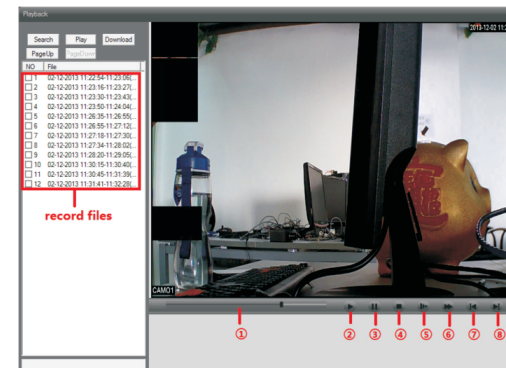 Playback
Search Play Download
PageUp PageDown
NO File
1 02-12-2013 11:22:54-11:23:06(...
2 02-12-2013 11:23:16-11:23:27(...
3 02-12-2013 11:23:30-11:23:43(...
4 02-12-2013 11:23:50-11:24:04(...
5 02-12-2013 11:26:35-11:26:55(...
6 02-12-2013 11:26:55-11:27:12(...
7 02-12-2013 11:27:18-11:27:30(...
8 02-12-2013 11:27:34-11:28:02(...
9 02-12-2013 11:28:20-11:29:05(...
10 02-12-2013 11:30:15-11:30:40(...
11 02-12-2013 11:30:45-11:31:39(...
12 02-12-2013 11:31:41-11:32:28(...
record files
2013-12-02 11:2
CAM01
① ② ③ ④ ⑤ ⑥ ⑦ ⑧